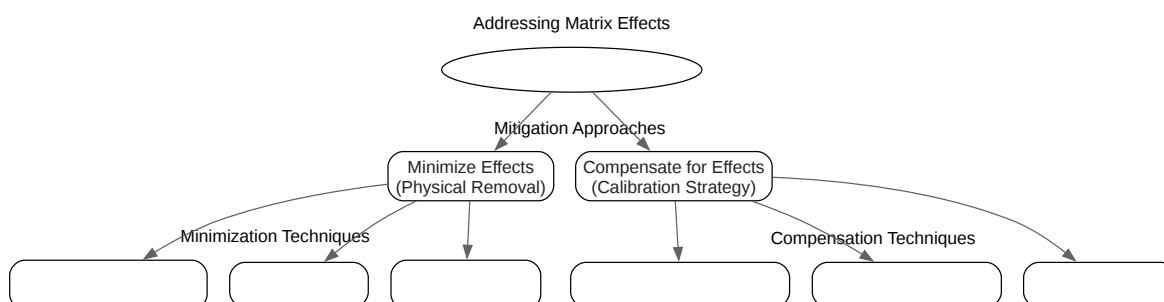 Addressing Matrix Effects
Mitigation Approaches
Minimize Effects
(Physical Removal)
Compensate for Effects
(Calibration Strategy)
Minimization Techniques
Compensation Techniques